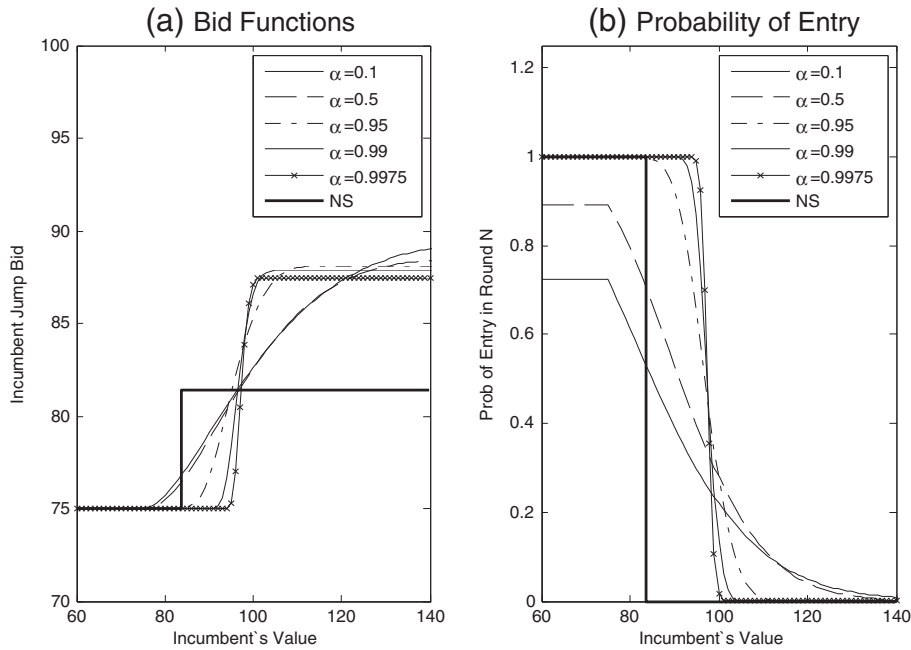 (a) Bid Functions
100
95
90
85
80
75
70
60
80
100
120
140
Incumbent Jump Bid
Incumbent`s Value
α=0.1
α=0.5
α=0.95
α=0.99
α=0.9975
NS
(b) Probability of Entry
1.2
1
0.8
0.6
0.4
0.2
0
60
80
100
120
140
Prob of Entry in Round N
Incumbent`s Value
α=0.1
α=0.5
α=0.95
α=0.99
α=0.9975
NS